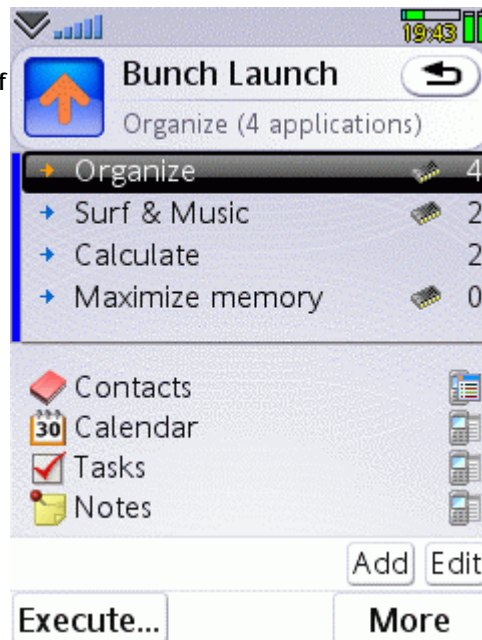 19:43
f
Bunch Launch
Organize (4 applications)
Organize 4
Surf & Music 2
Calculate 2
Maximize memory 0
Contacts
30 Calendar
Tasks
Notes
Add Edit
Execute... More